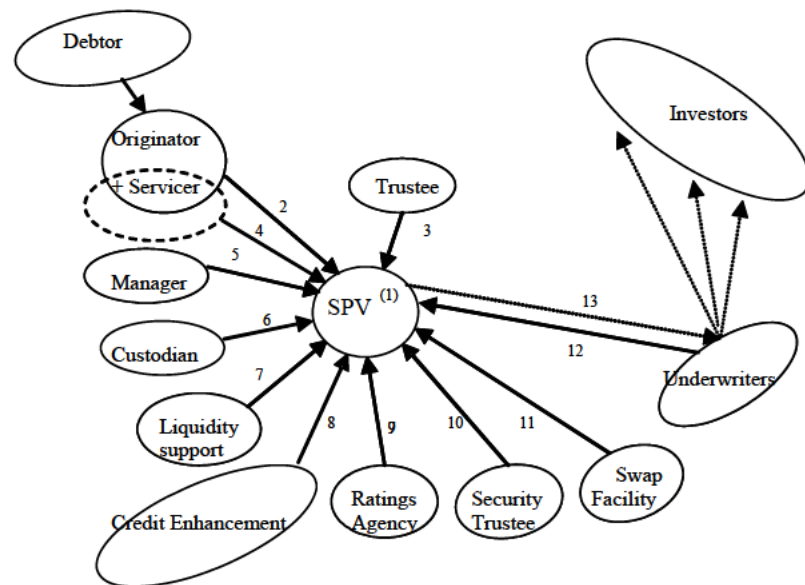 Debtor
Investors
Originator
+ Servicer
2
Trustee
4
3
5
Manager
SPV (1)
13
6
12
Custodian
Underwriters
7
Liquidity
support
8
9
10
11
Swap
Facility
Credit Enhancement
Ratings
Agency
Security
Trustee